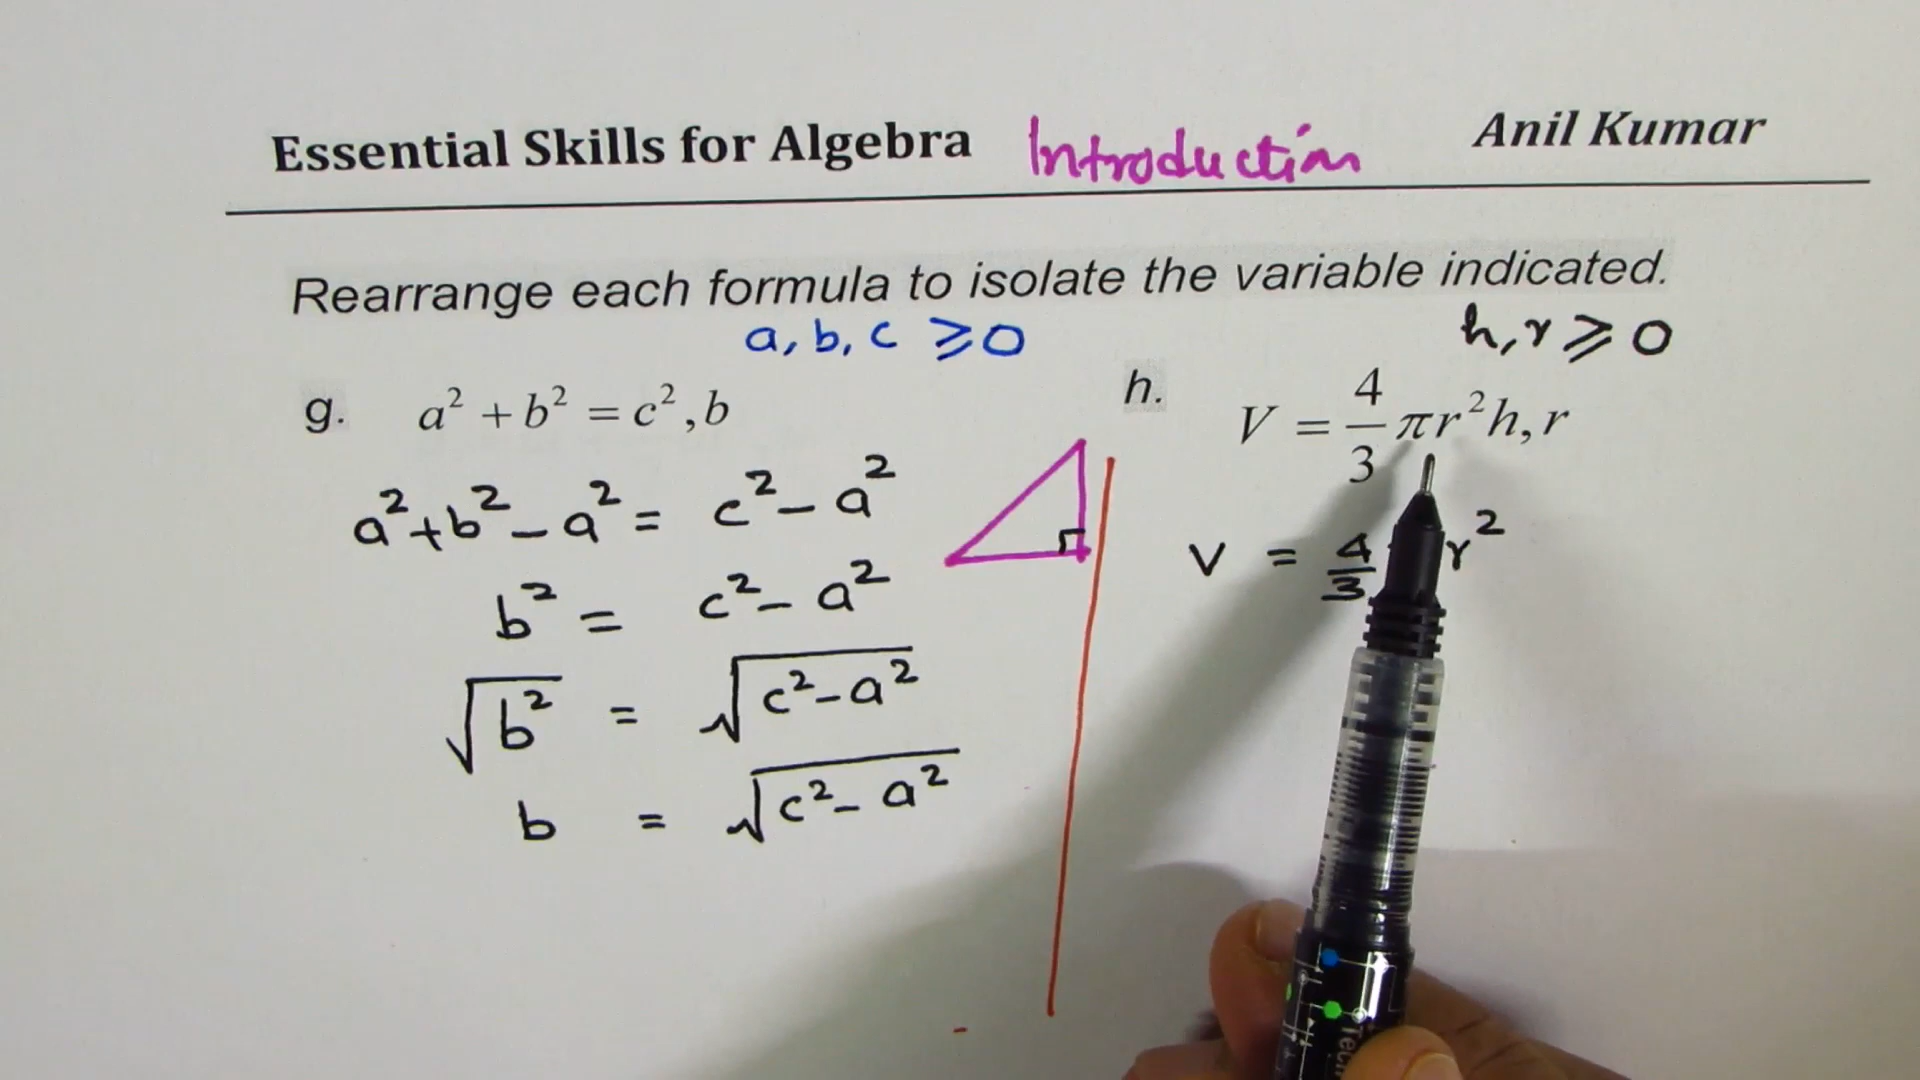 Essential Skills for Algebra Introduction Anil Kumar
Rearrange each formula to isolate the variable indicated.
a, b, c ≥ 0
h, r ≥ 0
g. a² + b² = c², b
a² + b² − a² = c² − a²
b² = c² − a²
√b² = √c² − a²
b = √c² − a²
h. V = 4/3 πr²h, r
V = 4/3 r²